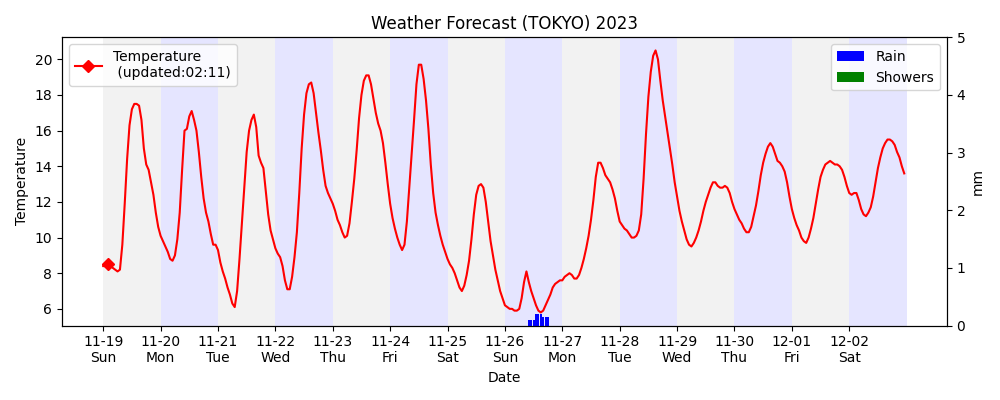 Weather Forecast (TOKYO) 2023
Temperature
(updated:02:11)
Rain
Showers
Temperature
20
18
16
14
12
10
8
6
5
4
3
2
1
0
mm
11-19 11-20 11-21 11-22 11-23 11-24 11-25 11-26 11-27 11-28 11-29 11-30 12-01 12-02
Sun Mon Tue Wed Thu Fri Sat Sun Mon Tue Wed Thu Fri Sat
Date